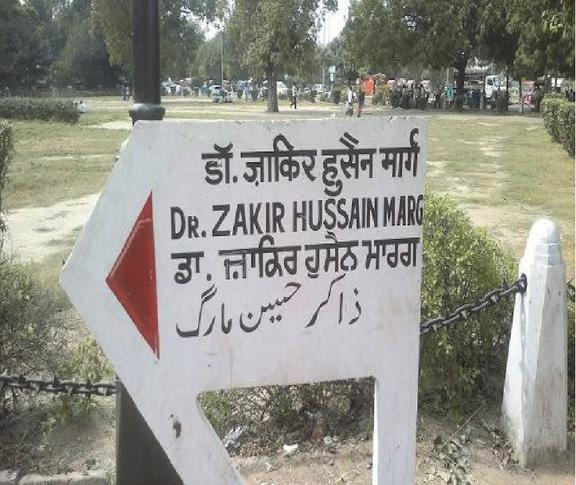 डॉ. ज़ाकिर हुसैन मार्ग
DR. ZAKIR HUSSAIN MARG
ਡਾ. ਜ਼ਾਕਿਰ ਹੁਸੈਨ ਮਾਰਗ
ذاکر حسین مارگ